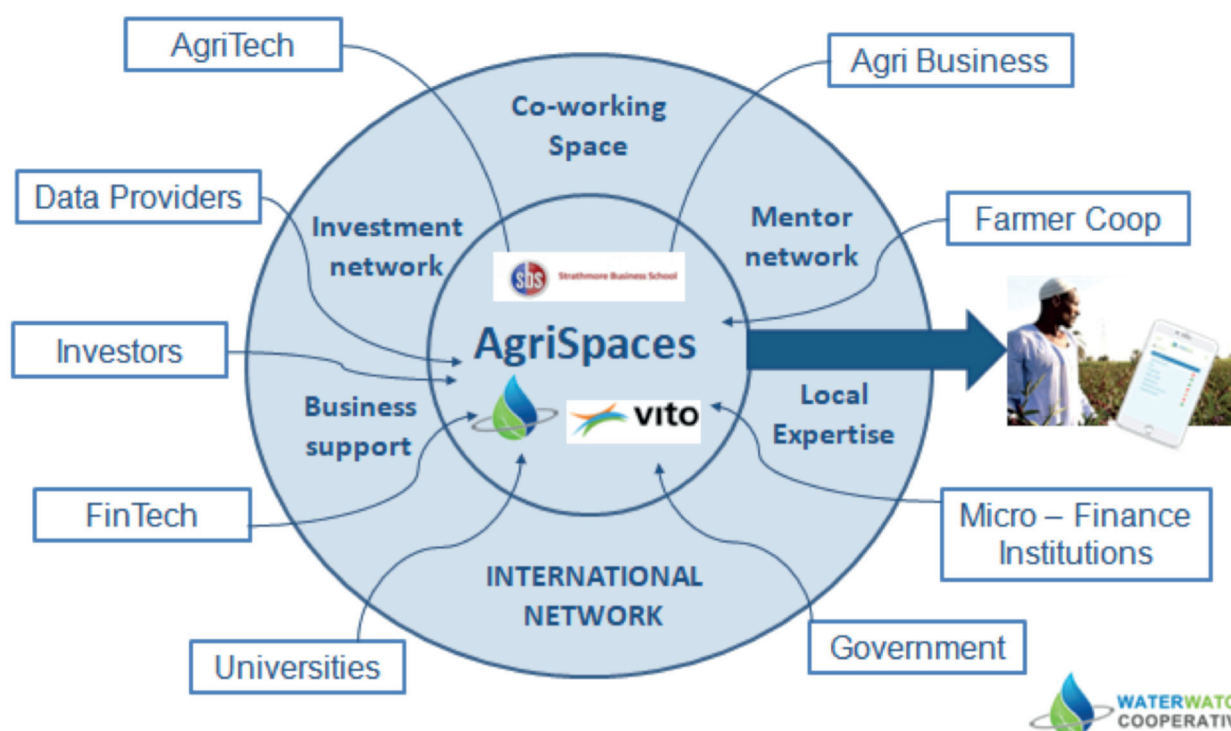 AgriTech
Agri Business
Co-working
Space
Data Providers
Investment
network
Mentor
network
Farmer Coop
sbs
Strathmore Business School
Investors
AgriSpaces
Business
support
vito
Local
Expertise
FinTech
Micro – Finance
Institutions
INTERNATIONAL
NETWORK
Universities
Government
WATERWATC
COOPERATIV